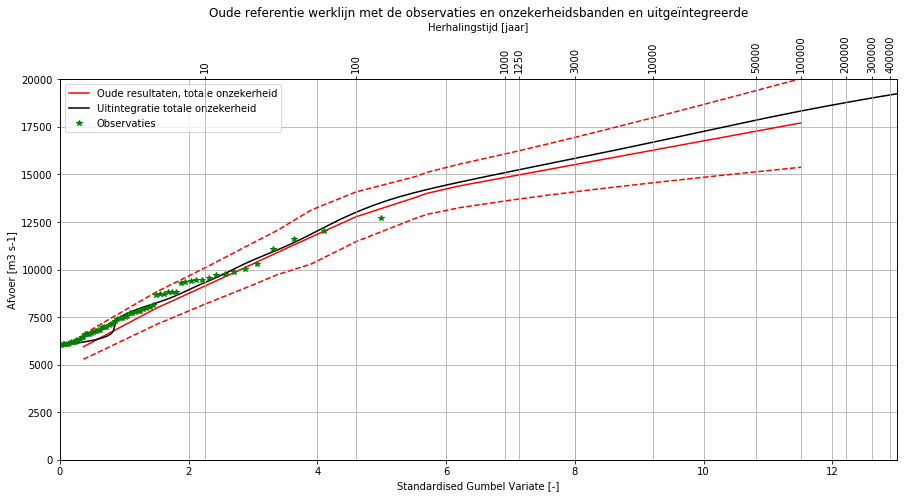 Oude referentie werklijn met de observaties en onzekerheidsbanden en uitgeïntegreerde
Herhalingstijd [jaar]
10 100 1000 1250 3000 10000 50000 100000 200000 300000 400000
Oude resultaten, totale onzekerheid
Uitintegratie totale onzekerheid
Observaties
20000
17500
15000
12500
10000
7500
5000
2500
0
Afvoer [m3 s-1]
0 2 4 6 8 10 12
Standardised Gumbel Variate [-]